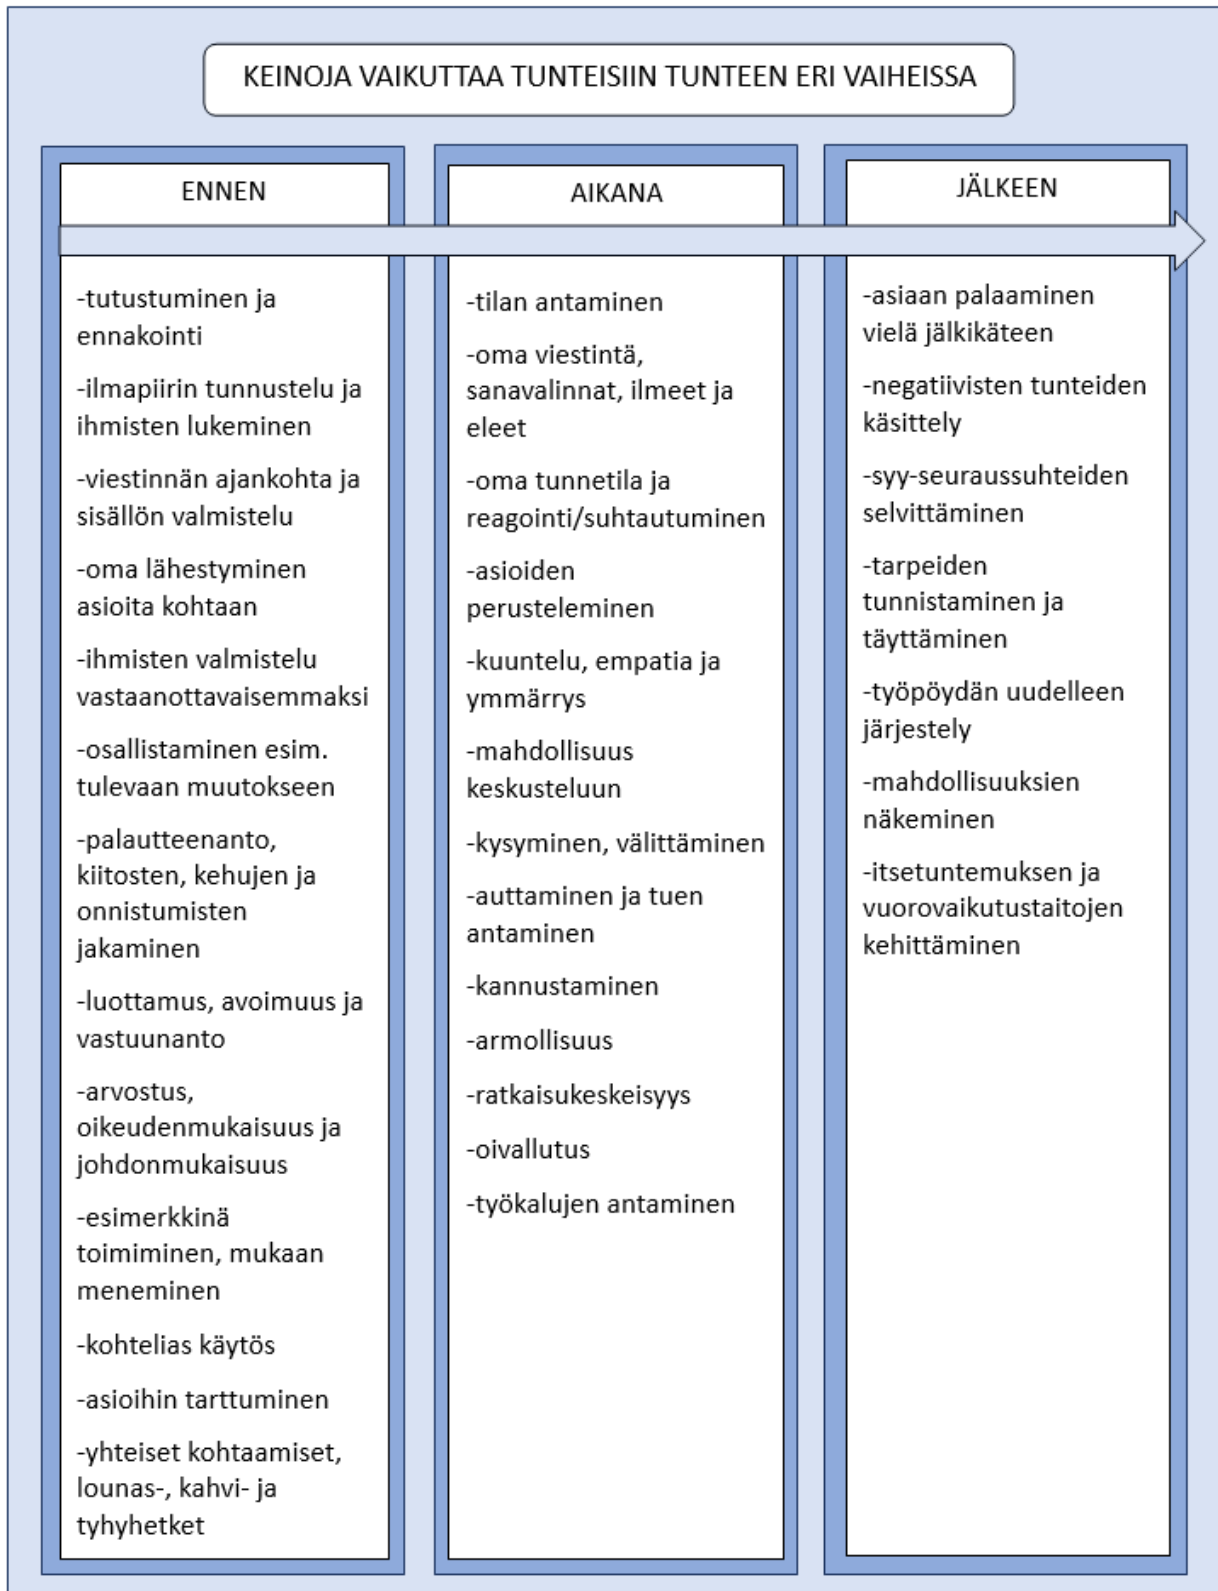 KEINOJA VAIKUTTAA TUNTEISIIN TUNTEEN ERI VAIHEISSA
ENNEN
-tutustuminen ja
ennakointi
-ilmapiirin tunnustelu ja
ihmisten lukeminen
-viestinnän ajankohta ja
sisällön valmistelu
-oma lähestyminen
asioita kohtaan
-ihmisten valmistelu
vastaanottavaisemmaksi
-osallistaminen esim.
tulevaan muutokseen
-palautteenanto,
kiitosten, kehujen ja
onnistumisten
jakaminen
-luottamus, avoimuus ja
vastuunanto
-arvostus,
oikeudenmukaisuus ja
johdonmukaisuus
-esimerkkinä
toimiminen, mukaan
meneminen
-kohtelias käytös
-asioihin tarttuminen
-yhteiset kohtaamiset,
lounas-, kahvi- ja
tyhyhetket
AIKANA
-tilan antaminen
-oma viestintä,
sanavalinnat, ilmeet ja
eleet
-oma tunnetila ja
reagointi/suhtautuminen
-asioiden
perusteleminen
-kuuntelu, empatia ja
ymmärrys
-mahdollisuus
keskusteluun
-kysyminen, välittäminen
-auttaminen ja tuen
antaminen
-kannustaminen
-armollisuus
-ratkaisukeskeisyys
-oivallutus
-työkalujen antaminen
JÄLKEEN
-asiaan palaaminen
vielä jälkikäteen
-negatiivisten tunteiden
käsittely
-syy-seuraussuhteiden
selvittäminen
-tarpeiden
tunnistaminen ja
täyttäminen
-työpöydän uudelleen
järjestely
-mahdollisuuksien
näkeminen
-itsetuntemuksen ja
vuorovaikutustaitojen
kehittäminen